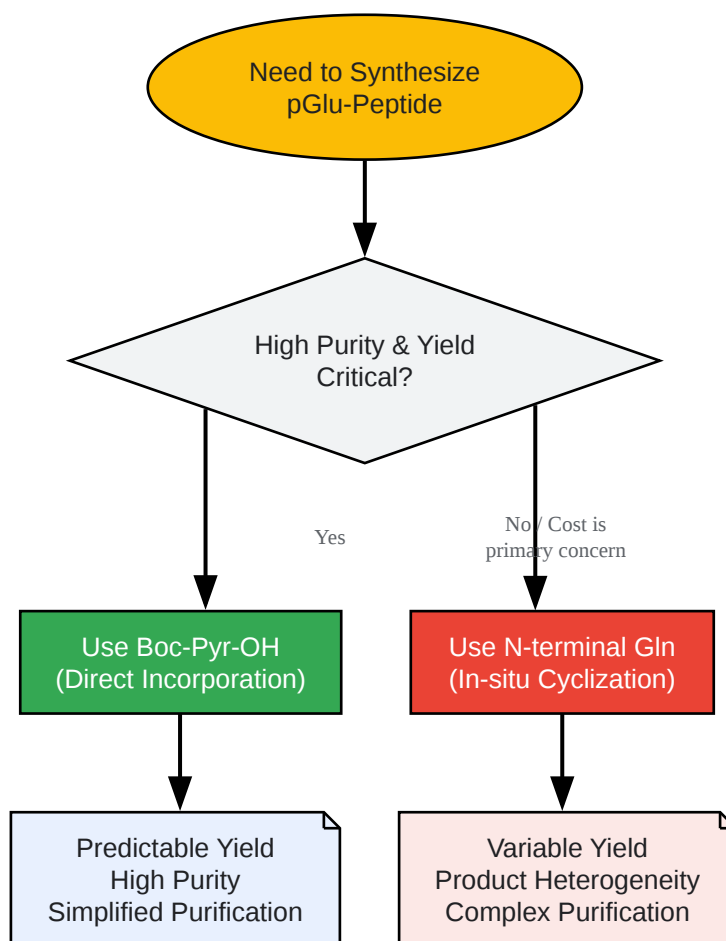 Need to Synthesize
pGlu-Peptide
High Purity & Yield
Critical?
Yes
No / Cost is
primary concern
Use Boc-Pyr-OH
(Direct Incorporation)
Use N-terminal Gln
(In-situ Cyclization)
Predictable Yield
High Purity
Simplified Purification
Variable Yield
Product Heterogeneity
Complex Purification